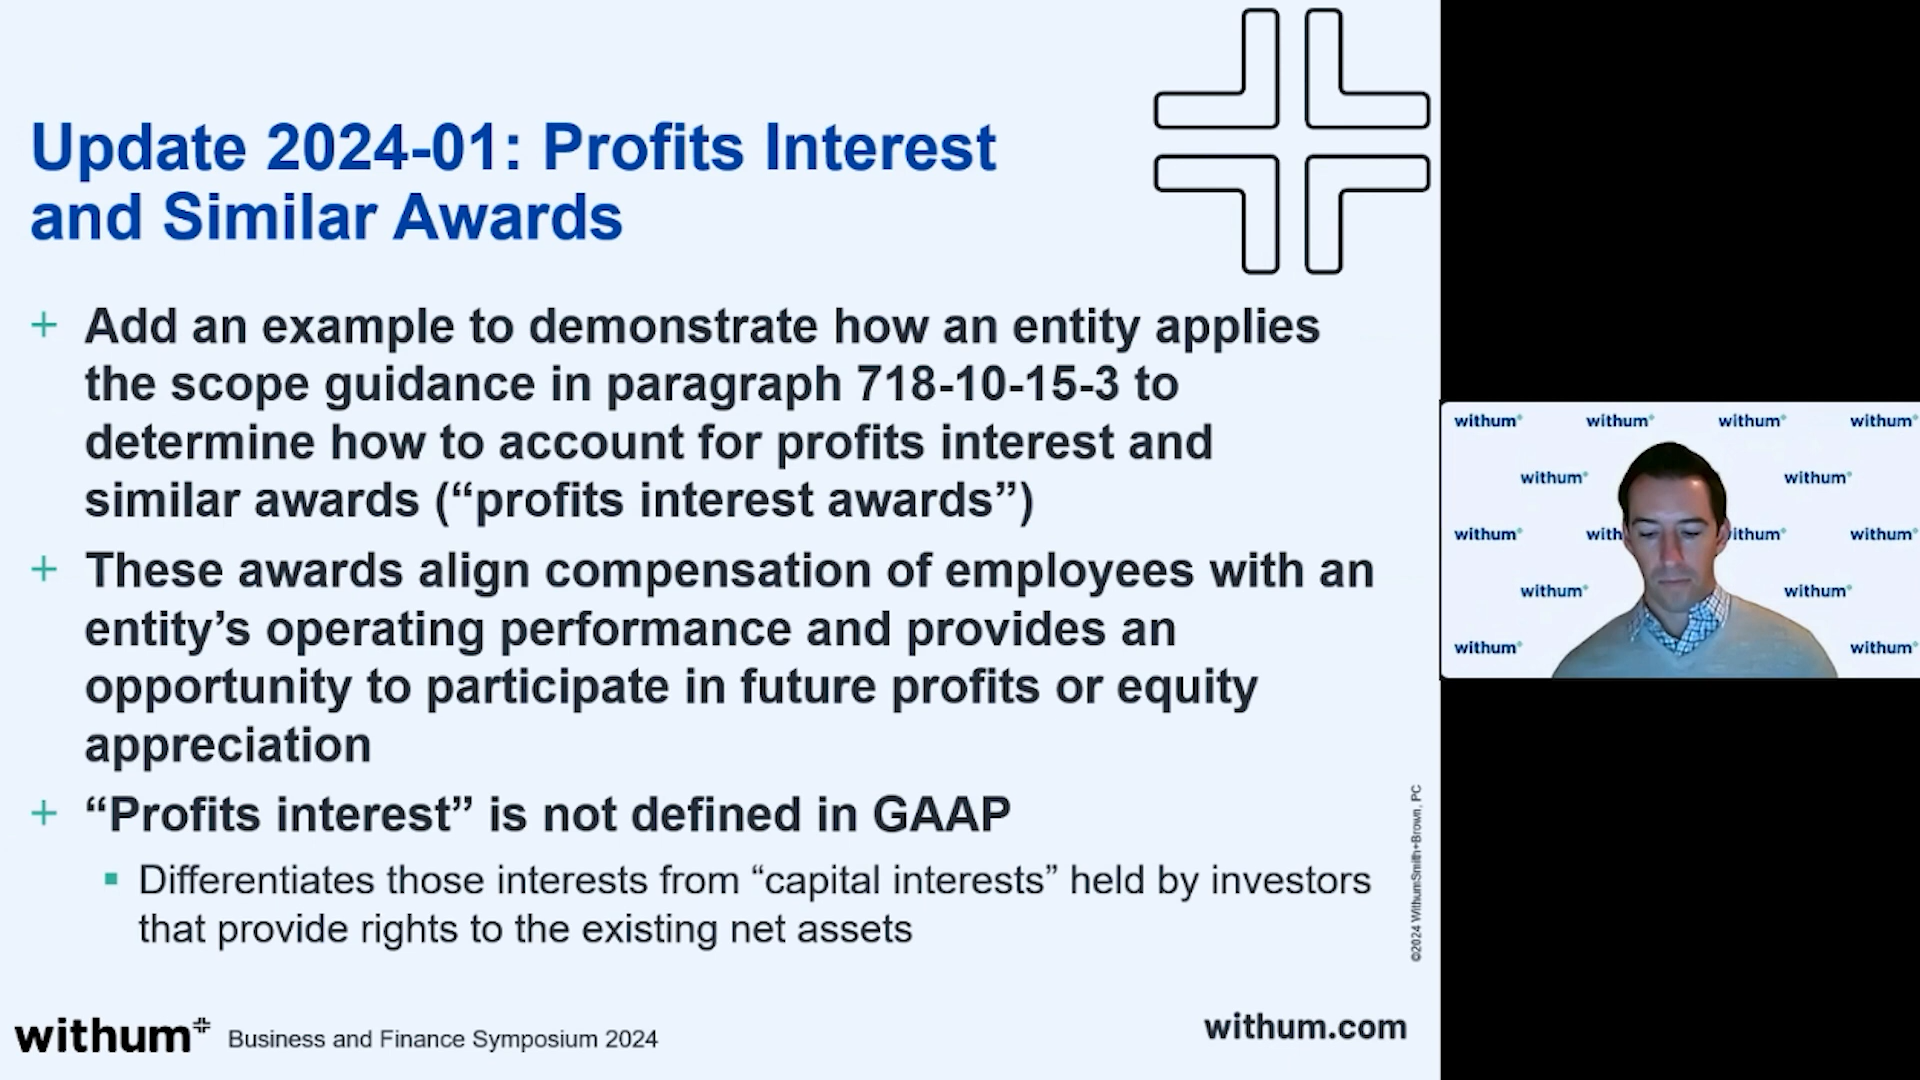 Update 2024-01: Profits Interest
and Similar Awards
+ Add an example to demonstrate how an entity applies
the scope guidance in paragraph 718-10-15-3 to
determine how to account for profits interest and
similar awards (“profits interest awards”)
+ These awards align compensation of employees with an
entity’s operating performance and provides an
opportunity to participate in future profits or equity
appreciation
+ “Profits interest” is not defined in GAAP
▪ Differentiates those interests from “capital interests” held by investors
that provide rights to the existing net assets
©2024 WithumSmith+Brown, PC
withum Business and Finance Symposium 2024
withum.com
withum withum withum withum
withum withum
withum with ithum withum
withum withum
withum withum